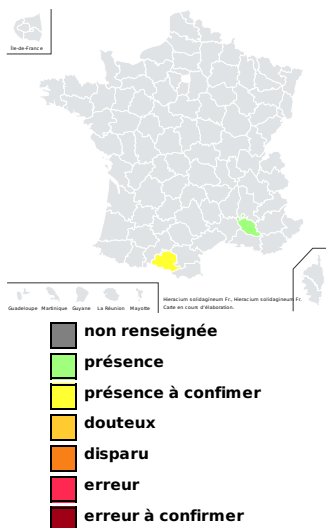 Île-de-France
Guadeloupe Martinique Guyane La Réunion Mayotte
Hieracium solidagineum Fr., Hieracium solidagineum Fr.
Carte en cours d'élaboration.
non renseignée
présence
présence à confimer
douteux
disparu
erreur
erreur à confirmer